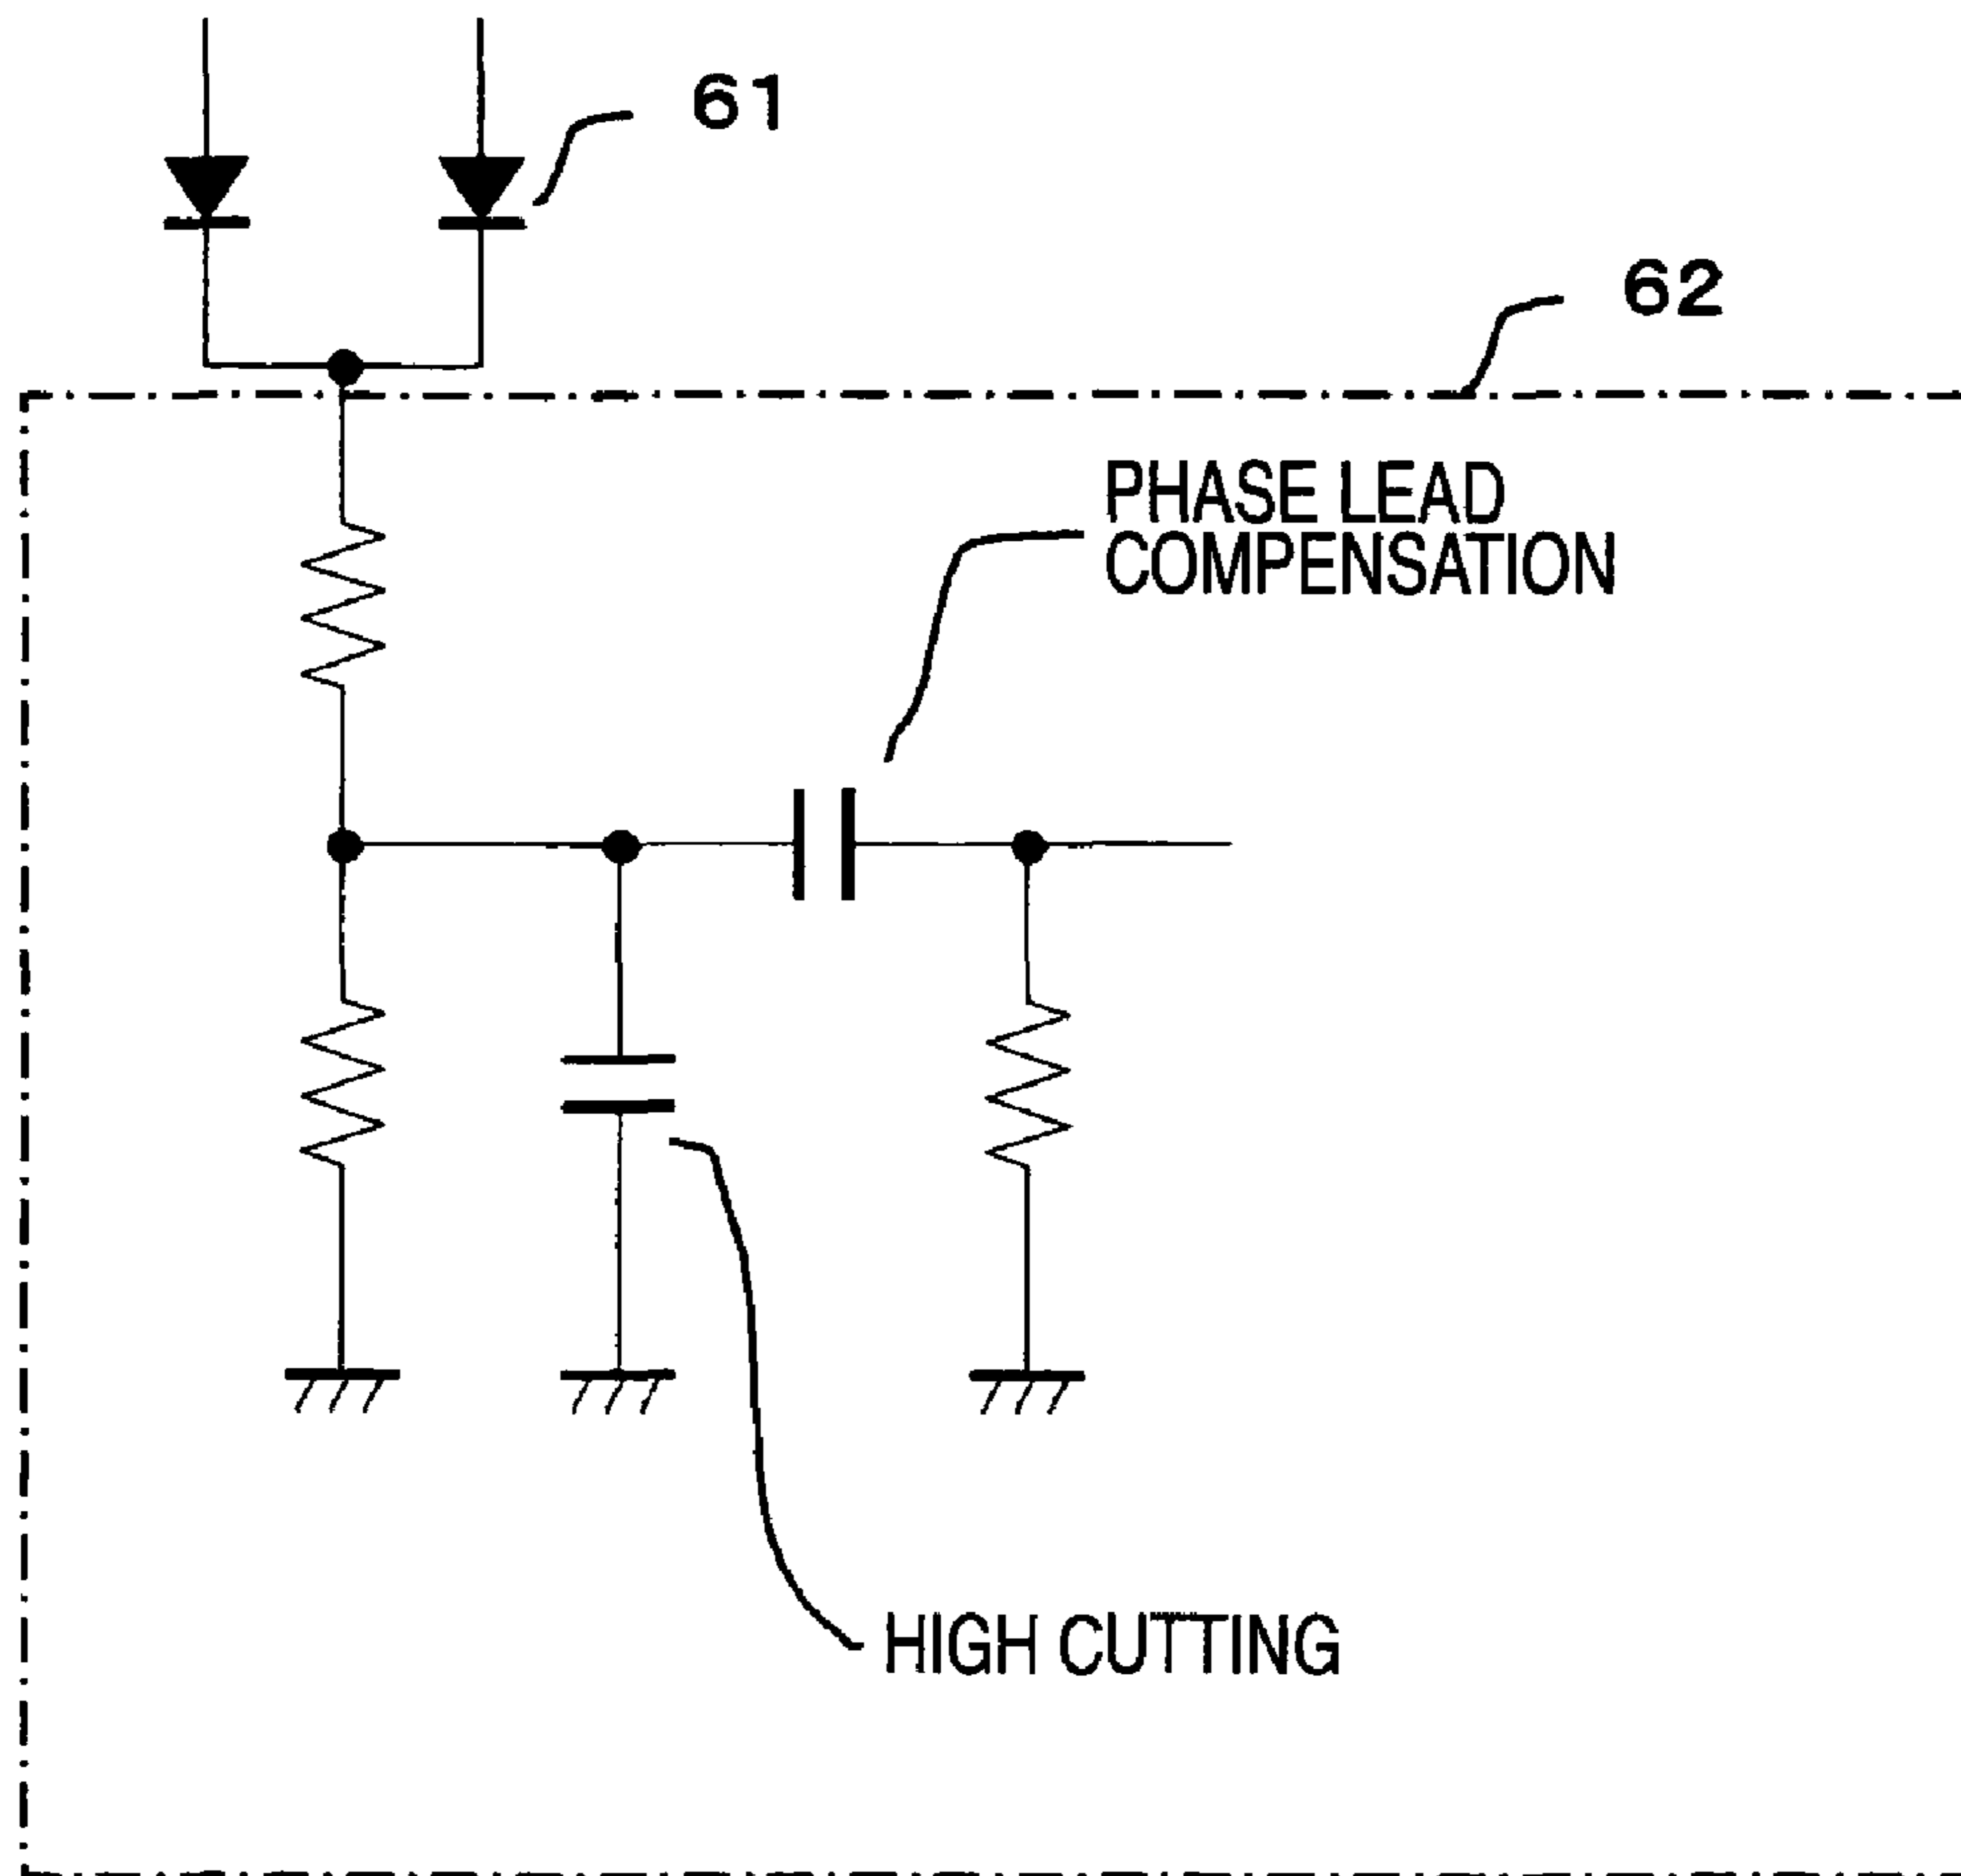 61
62
PHASE LEAD
COMPENSATION
HIGH CUTTING